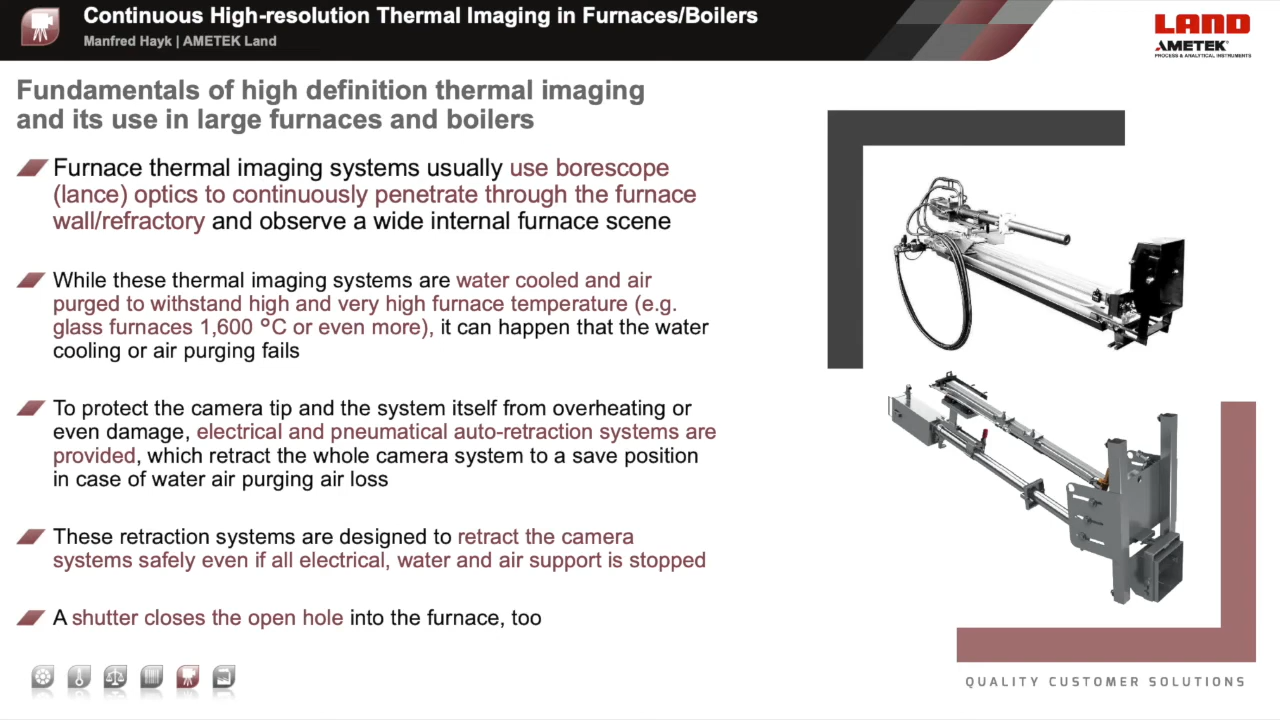 Continuous High-resolution Thermal Imaging in Furnaces/Boilers
Manfred Hayk | AMETEK Land
LAND
AMETEK®
PROCESS & ANALYTICAL INSTRUMENTS
Fundamentals of high definition thermal imaging
and its use in large furnaces and boilers
Furnace thermal imaging systems usually use borescope
(lance) optics to continuously penetrate through the furnace
wall/refractory and observe a wide internal furnace scene
While these thermal imaging systems are water cooled and air
purged to withstand high and very high furnace temperature (e.g.
glass furnaces 1,600 °C or even more), it can happen that the water
cooling or air purging fails
To protect the camera tip and the system itself from overheating or
even damage, electrical and pneumatical auto-retraction systems are
provided, which retract the whole camera system to a save position
in case of water air purging air loss
These retraction systems are designed to retract the camera
systems safely even if all electrical, water and air support is stopped
A shutter closes the open hole into the furnace, too
QUALITY CUSTOMER SOLUTIONS